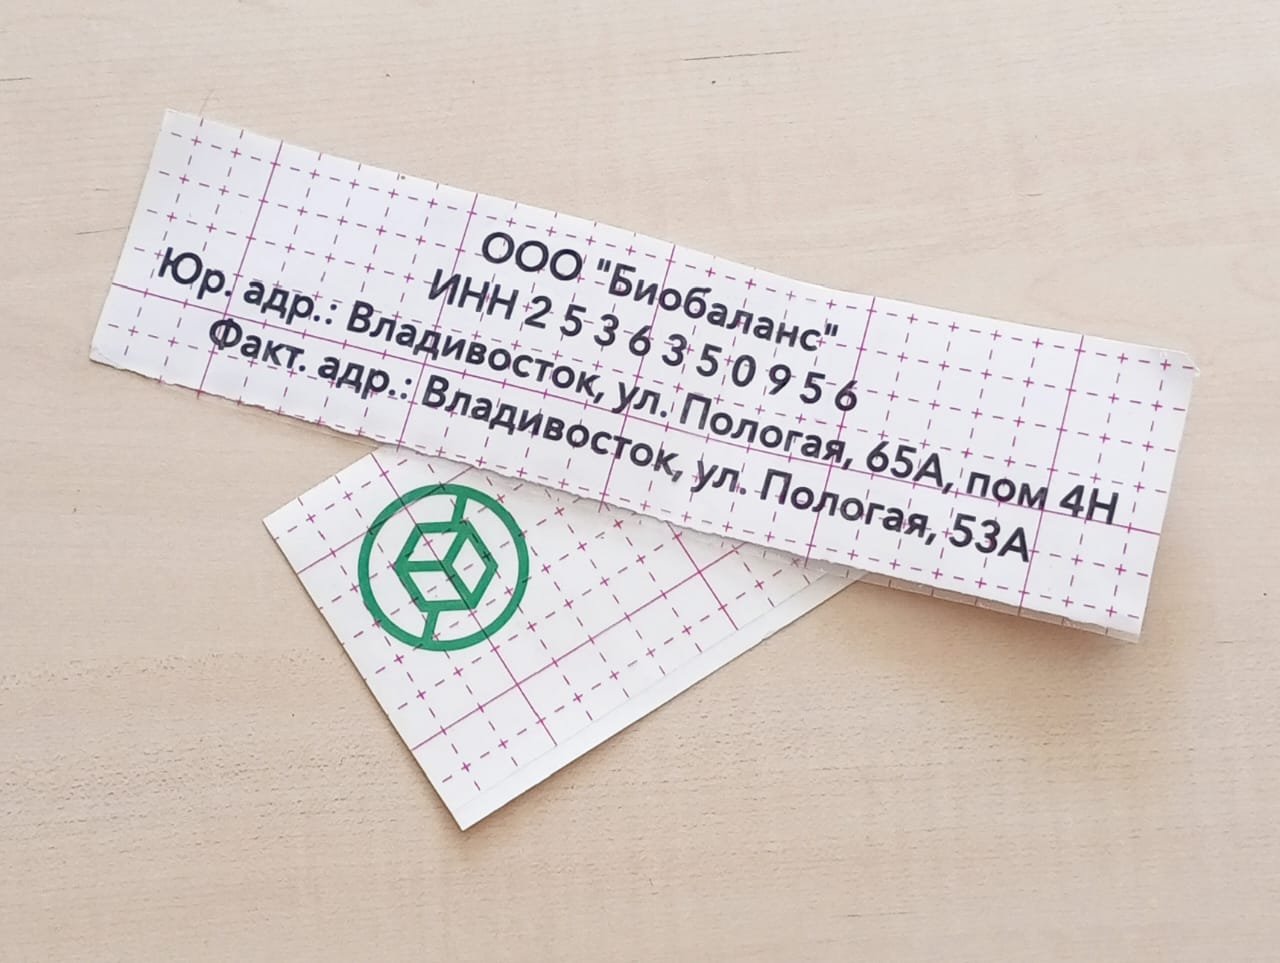 ООО "Биобаланс"
ИНН 2 5 3 6 3 5 0 9 5 6
Юр. адр.: Владивосток, ул. Пологая, 65А, пом 4Н
Факт. адр.: Владивосток, ул. Пологая, 53А